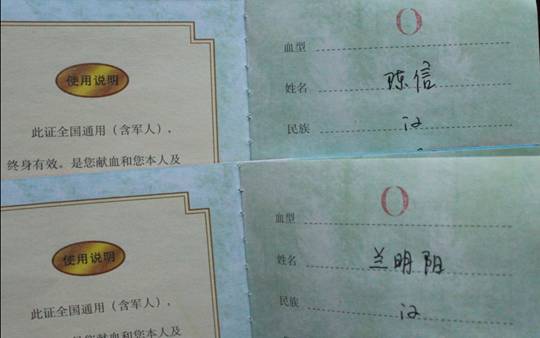 使用说明
此证全国通用（含军人），
终身有效。是您献血和您本人及
血型 O
姓名 陈信
民族 汉
使用说明
此证全国通用（含军人），
血型 O
姓名 兰明阳
民族 汉